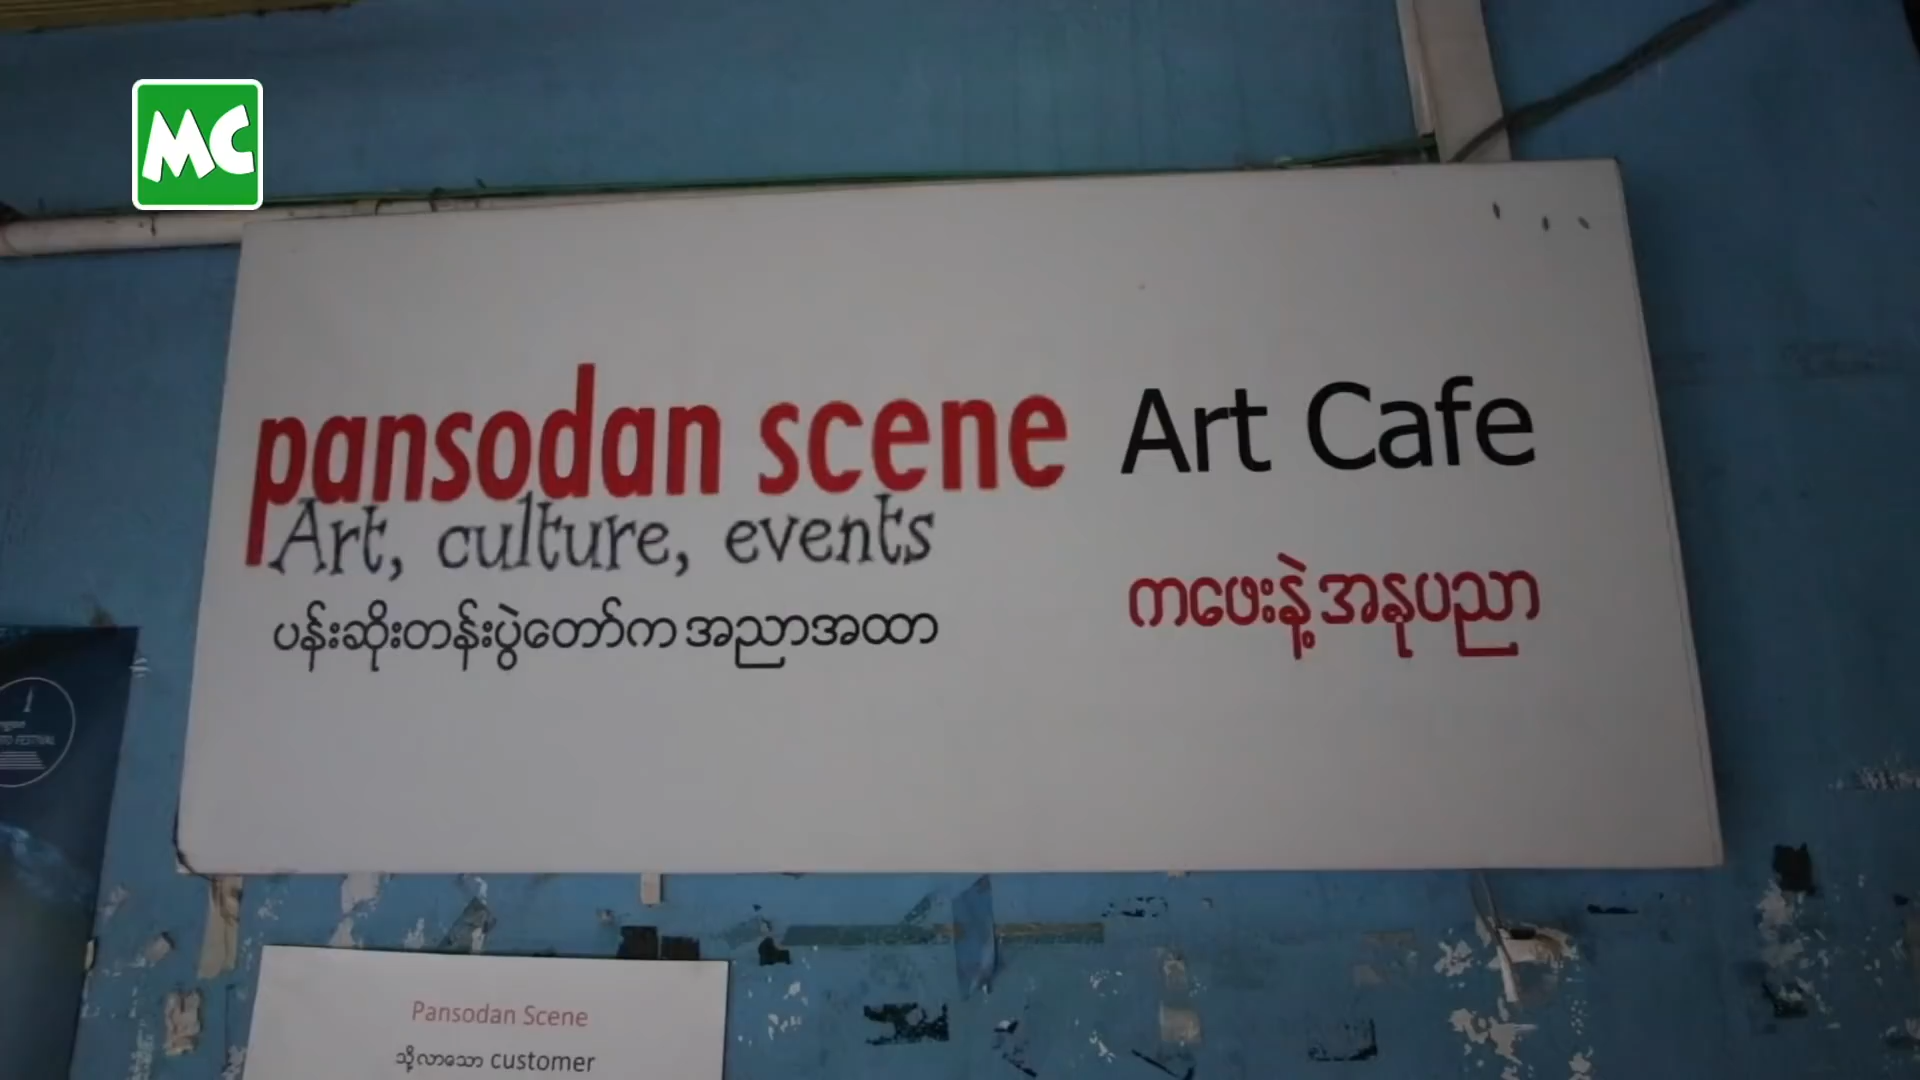 MC
pansodan scene Art Cafe
Art, culture, events
ပန်းဆိုးတန်းပွဲတော်က အညာအထာ
ကဖေးနဲ့ အနုပညာ
FESTIVAL
Pansodan Scene
သို့လာသော customer